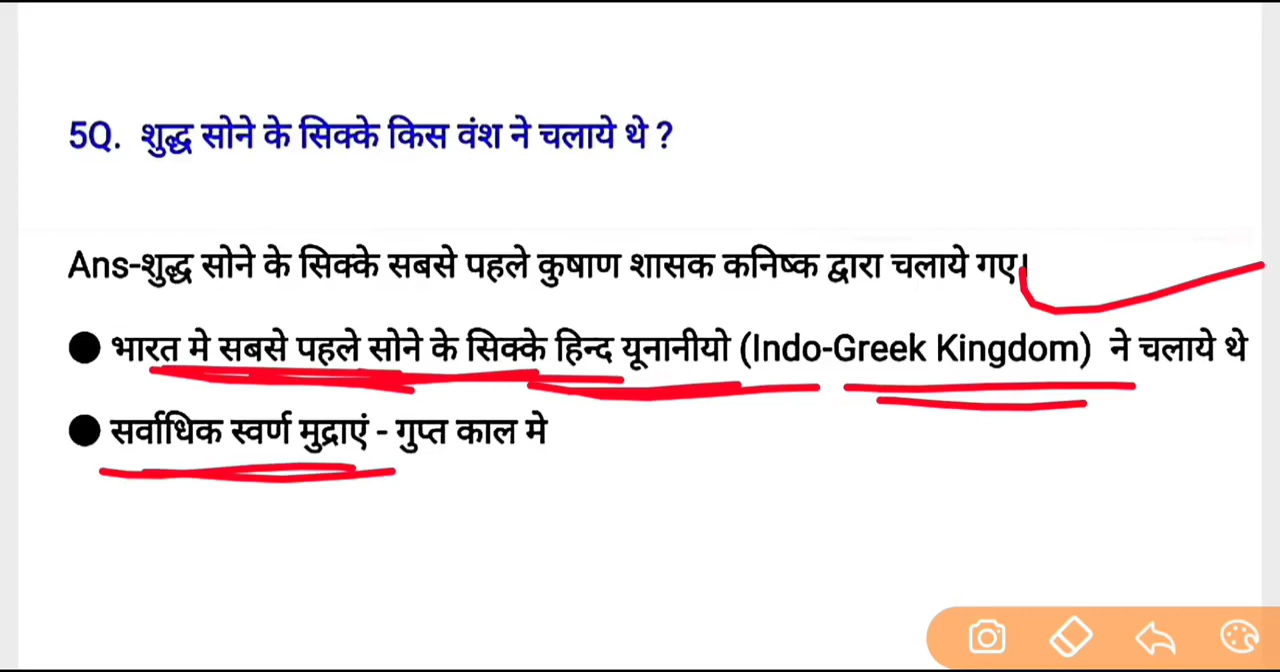 5Q. शुद्ध सोने के सिक्के किस वंश ने चलाये थे ?
Ans-शुद्ध सोने के सिक्के सबसे पहले कुषाण शासक कनिष्क द्वारा चलाये गए।
● भारत मे सबसे पहले सोने के सिक्के हिन्द यूनानीयो (Indo-Greek Kingdom) ने चलाये थे
● सर्वाधिक स्वर्ण मुद्राएं - गुप्त काल मे